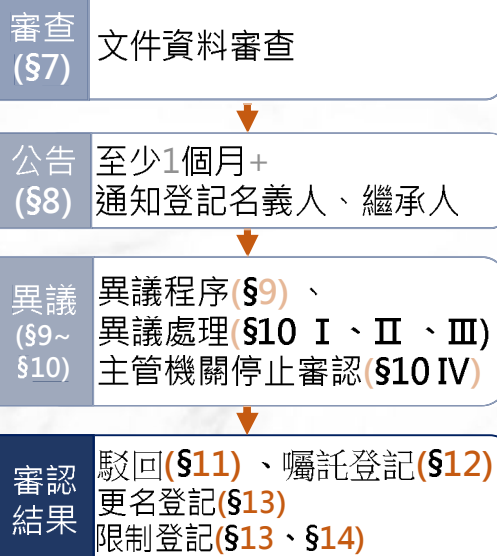 審查
(§7)
文件資料審查
公告
(§8)
至少1個月+
通知登記名義人、繼承人
異議
(§9~
§10)
異議程序(§9)、
異議處理(§10 Ⅰ、Ⅱ、Ⅲ)
主管機關停止審認(§10 IV)
審認
結果
駁回(§11)、囑託登記(§12)
更名登記(§13)
限制登記(§13、§14)